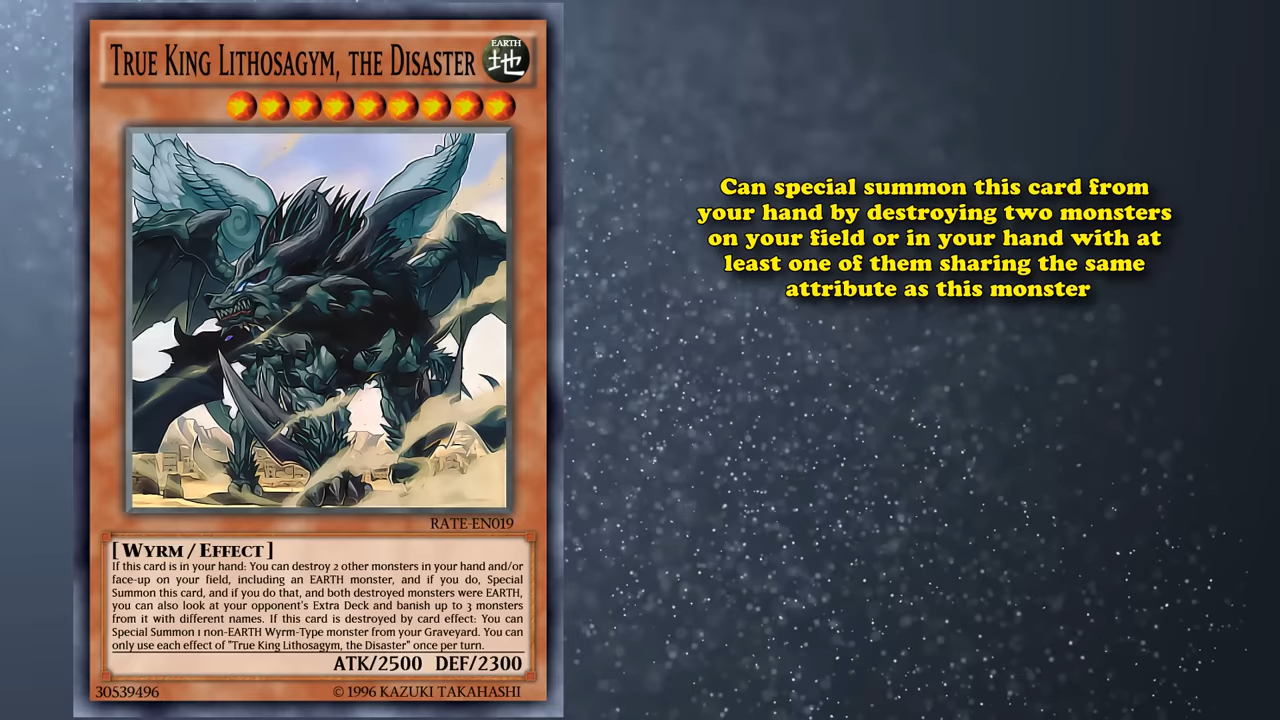 True King Lithosagym, the Disaster
EARTH
地
Can special summon this card from
your hand by destroying two monsters
on your field or in your hand with at
least one of them sharing the same
attribute as this monster
RATE-EN019
[ Wyrm / Effect ]
If this card is in your hand: You can destroy 2 other monsters in your hand and/or
face-up on your field, including an EARTH monster, and if you do, Special
Summon this card, and if you do that, and both destroyed monsters were EARTH,
you can also look at your opponent's Extra Deck and banish up to 3 monsters
from it with different names. If this card is destroyed by card effect: You can
Special Summon 1 non-EARTH Wyrm-Type monster from your Graveyard. You can
only use each effect of "True King Lithosagym, the Disaster" once per turn.
ATK/2500 DEF/2300
30539496
© 1996 KAZUKI TAKAHASHI